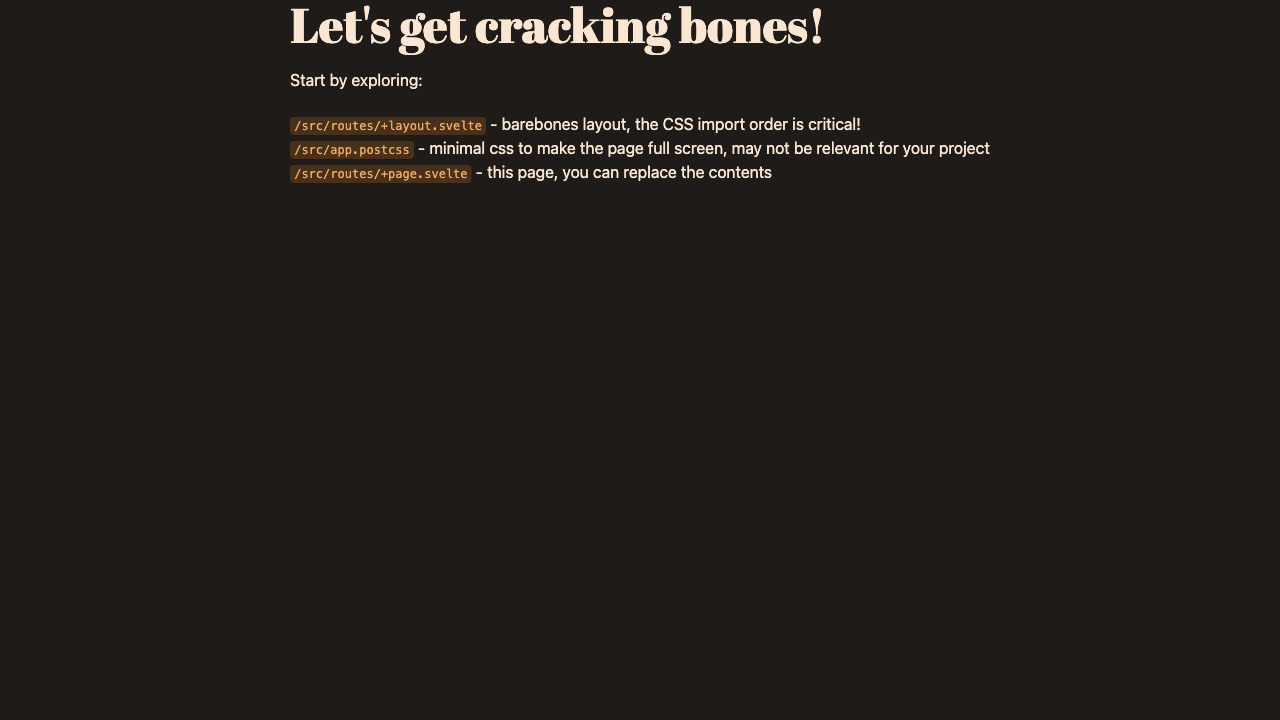 Let's get cracking bones!
Start by exploring:
/src/routes/+layout.svelte - barebones layout, the CSS import order is critical!
/src/app.postcss - minimal css to make the page full screen, may not be relevant for your project
/src/routes/+page.svelte - this page, you can replace the contents